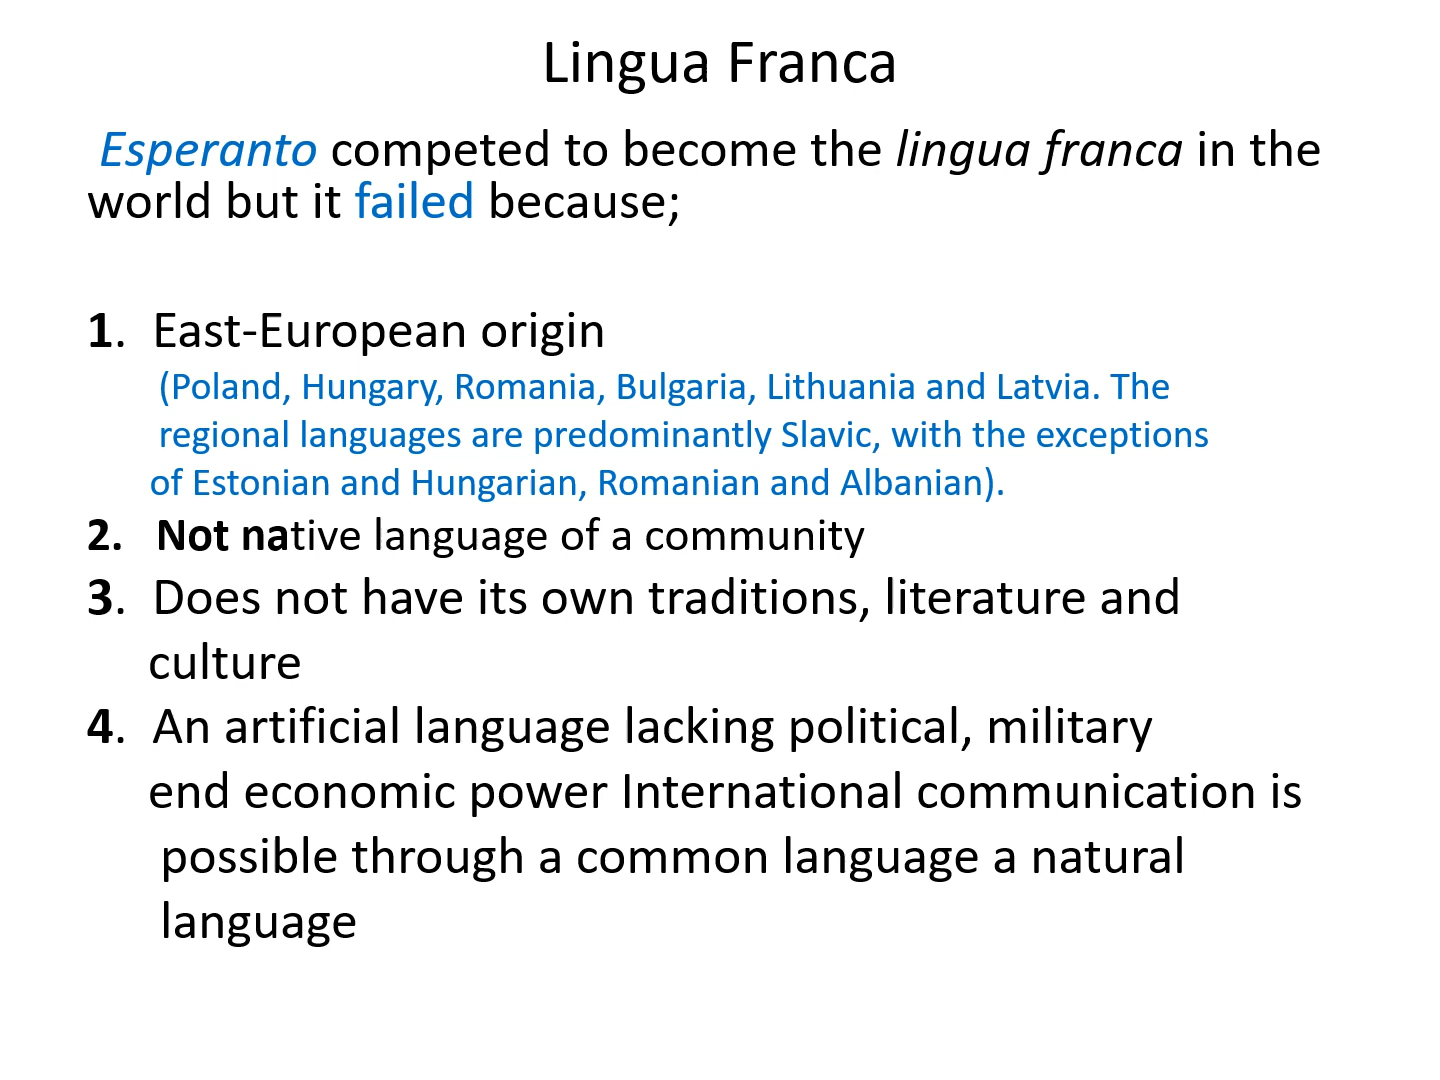 Lingua Franca
Esperanto competed to become the lingua franca in the
world but it failed because;
1. East-European origin
(Poland, Hungary, Romania, Bulgaria, Lithuania and Latvia. The
regional languages are predominantly Slavic, with the exceptions
of Estonian and Hungarian, Romanian and Albanian).
2. Not native language of a community
3. Does not have its own traditions, literature and
culture
4. An artificial language lacking political, military
end economic power International communication is
possible through a common language a natural
language